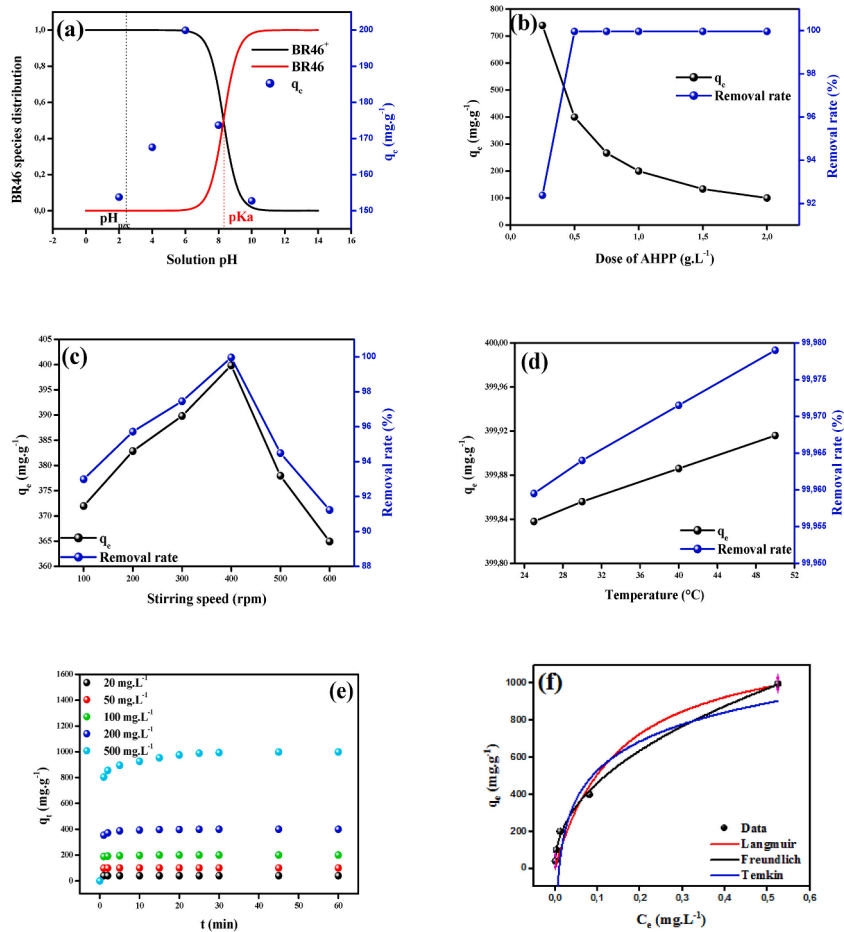 (a)
BR46⁺
BR46
qe
1,0
0,8
0,6
0,4
0,2
0,0
BR46 species distribution
200
190
180
170
160
150
qe (mg.g⁻¹)
pHpzc
pKa
-2 0 2 4 6 8 10 12 14 16
Solution pH
(b)
qe
Removal rate
800
700
600
500
400
300
200
100
0
qe (mg.g⁻¹)
100
98
96
94
92
Removal rate (%)
0,0 0,5 1,0 1,5 2,0
Dose of AHPP (g.L⁻¹)
(c)
405
400
395
390
385
380
375
370
365
360
qe (mg.g⁻¹)
100
98
96
94
92
90
88
Removal rate (%)
qe
Removal rate
100 200 300 400 500 600
Stirring speed (rpm)
(d)
400,00
399,96
399,92
399,88
399,84
399,80
qe (mg.g⁻¹)
99,980
99,978
99,970
99,965
99,960
99,955
99,960
Removal rate (%)
qe
Removal rate
24 28 32 36 40 44 48 52
Temperature (°C)
(e)
20 mg.L⁻¹
50 mg.L⁻¹
100 mg.L⁻¹
200 mg.L⁻¹
500 mg.L⁻¹
1600
1400
1200
1000
800
600
400
200
0
qt (mg.g⁻¹)
0 10 20 30 40 50 60
t (min)
(f)
1000
800
600
400
200
0
qe (mg.g⁻¹)
Data
Langmuir
Freundlich
Temkin
0,0 0,1 0,2 0,3 0,4 0,5 0,6
Ce (mg.L⁻¹)